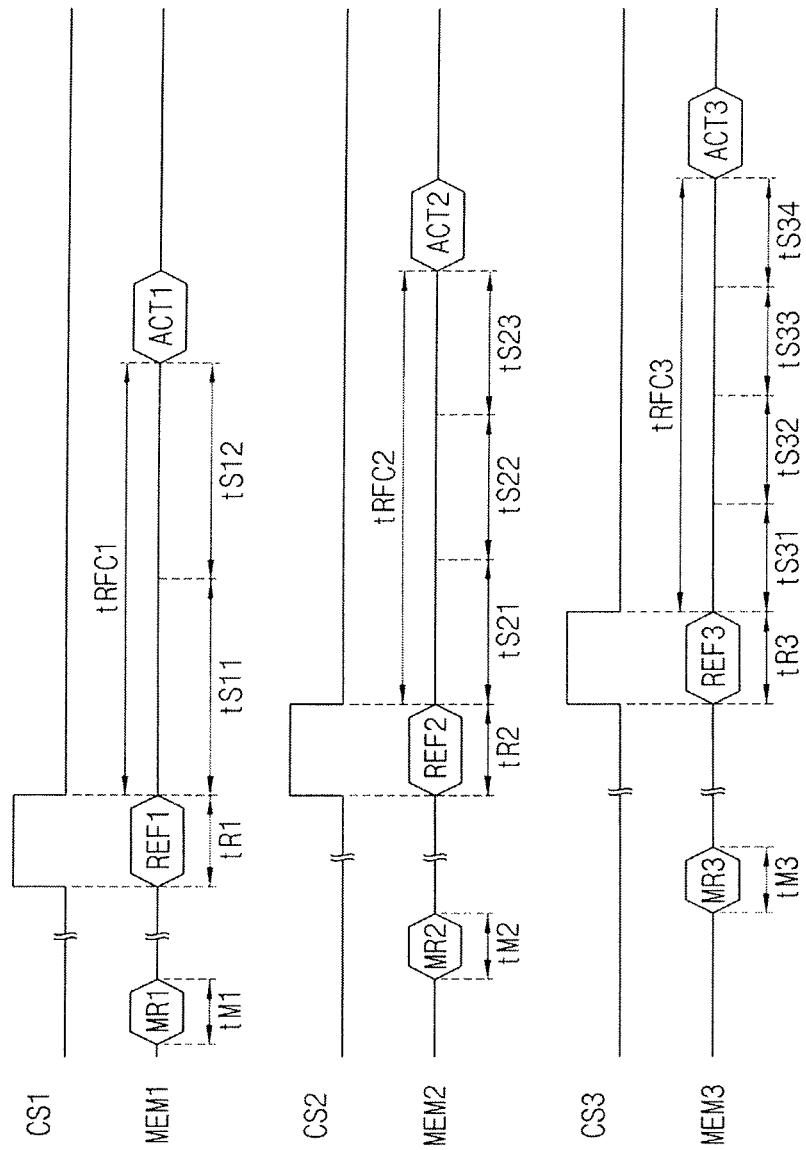 CS1
MEM1
MR1
REF1
ACT1
tM1
tR1
tS11
tS12
tRFC1
CS2
MEM2
MR2
REF2
ACT2
tM2
tR2
tS21
tS22
tS23
tRFC2
CS3
MEM3
MR3
REF3
ACT3
tM3
tR3
tS31
tS32
tS33
tS34
tRFC3